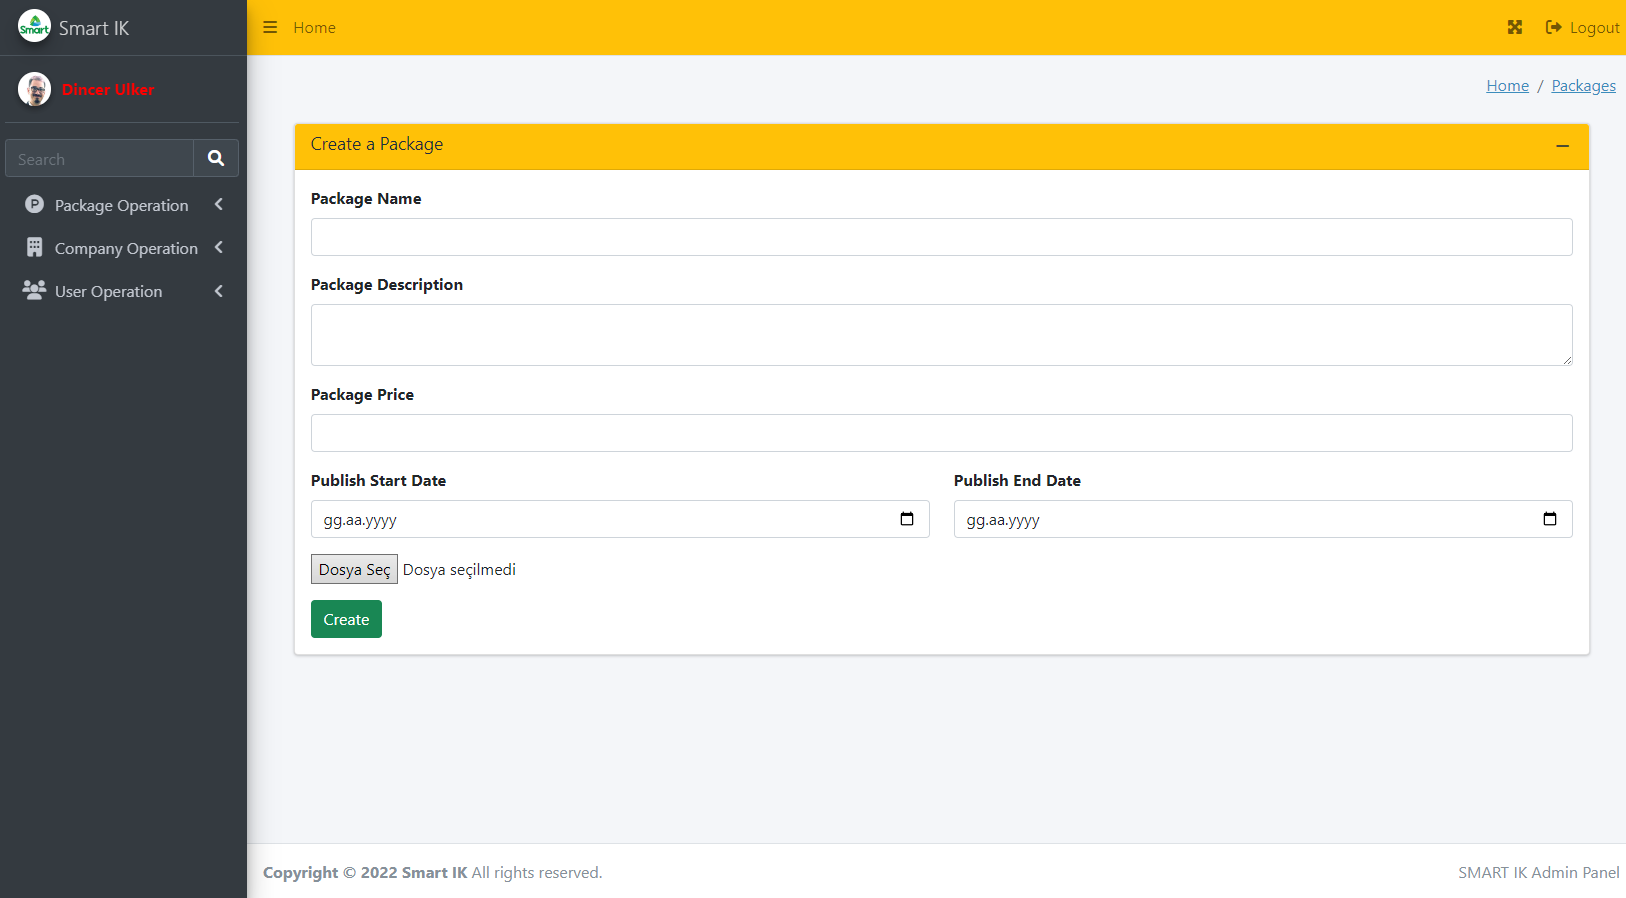 Smart
Smart IK
Home
Logout
Dincer Ulker
Home / Packages
Search
Package Operation
Company Operation
User Operation
Create a Package
Package Name
Package Description
Package Price
Publish Start Date
Publish End Date
gg.aa.yyyy
gg.aa.yyyy
Dosya Seç Dosya seçilmedi
Create
Copyright © 2022 Smart IK All rights reserved.
SMART IK Admin Panel